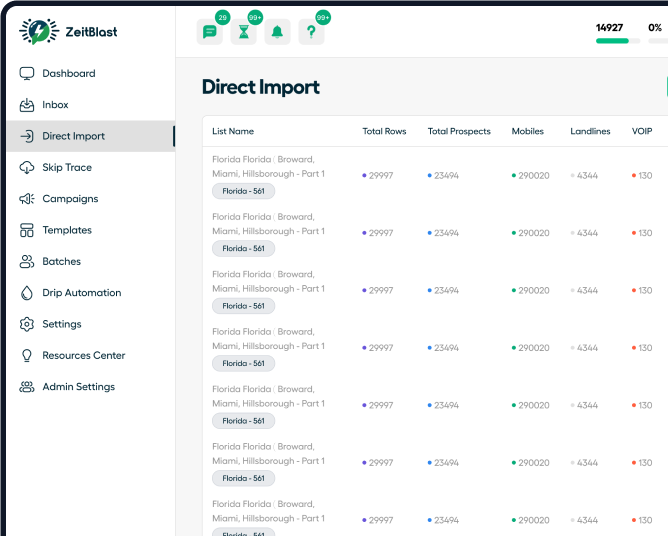 ZeitBlast
29
99+
99+
14927
0%
Dashboard
Inbox
Direct Import
Skip Trace
Campaigns
Templates
Batches
Drip Automation
Settings
Resources Center
Admin Settings
Direct Import
List Name Total Rows Total Prospects Mobiles Landlines VOIP
Florida Florida | Broward,
Miami, Hillsborough - Part 1
29997 23494 290020 4344 130
Florida - 561
Florida Florida | Broward,
Miami, Hillsborough - Part 1
29997 23494 290020 4344 130
Florida - 561
Florida Florida | Broward,
Miami, Hillsborough - Part 1
29997 23494 290020 4344 130
Florida - 561
Florida Florida | Broward,
Miami, Hillsborough - Part 1
29997 23494 290020 4344 130
Florida - 561
Florida Florida | Broward,
Miami, Hillsborough - Part 1
29997 23494 290020 4344 130
Florida - 561
Florida Florida | Broward,
Miami, Hillsborough - Part 1
29997 23494 290020 4344 130
Florida - 561
Florida Florida | Broward,
Miami, Hillsborough - Part 1
29997 23494 290020 4344 130
Florida - 561